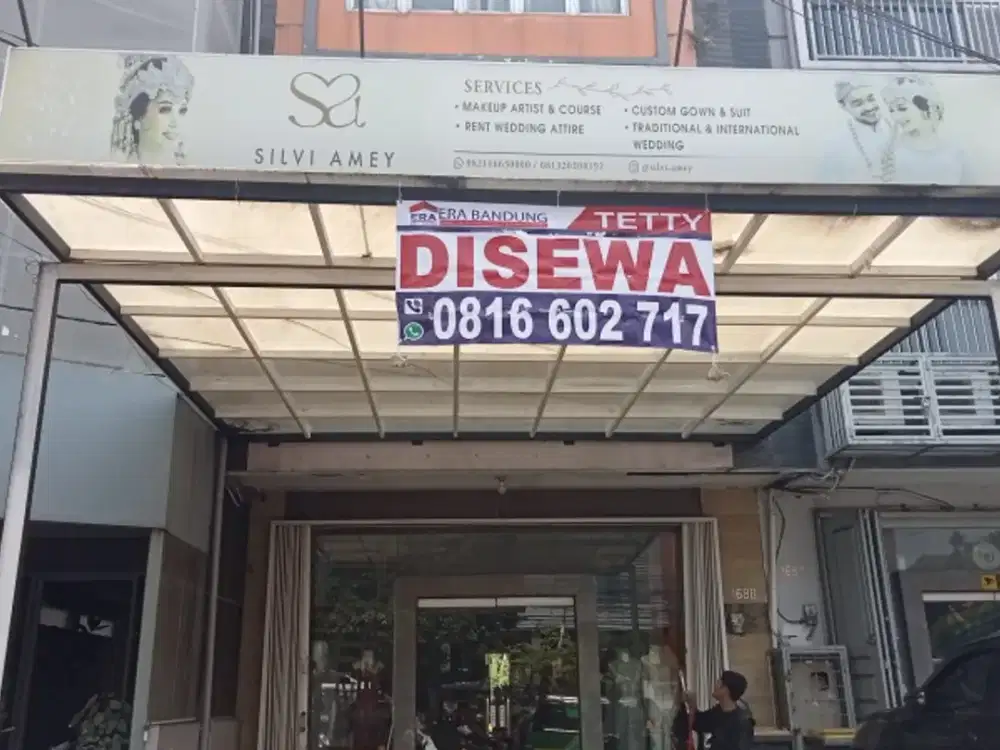 Sa
SILVI AMEY
SERVICES
• MAKEUP ARTIST & COURSE
• RENT WEDDING ATTIRE
• CUSTOM GOWN & SUIT
• TRADITIONAL & INTERNATIONAL
WEDDING
@silvi.amey
ERA
ERA BANDUNG
TETTY
DISEWA
0816 602 717
168B